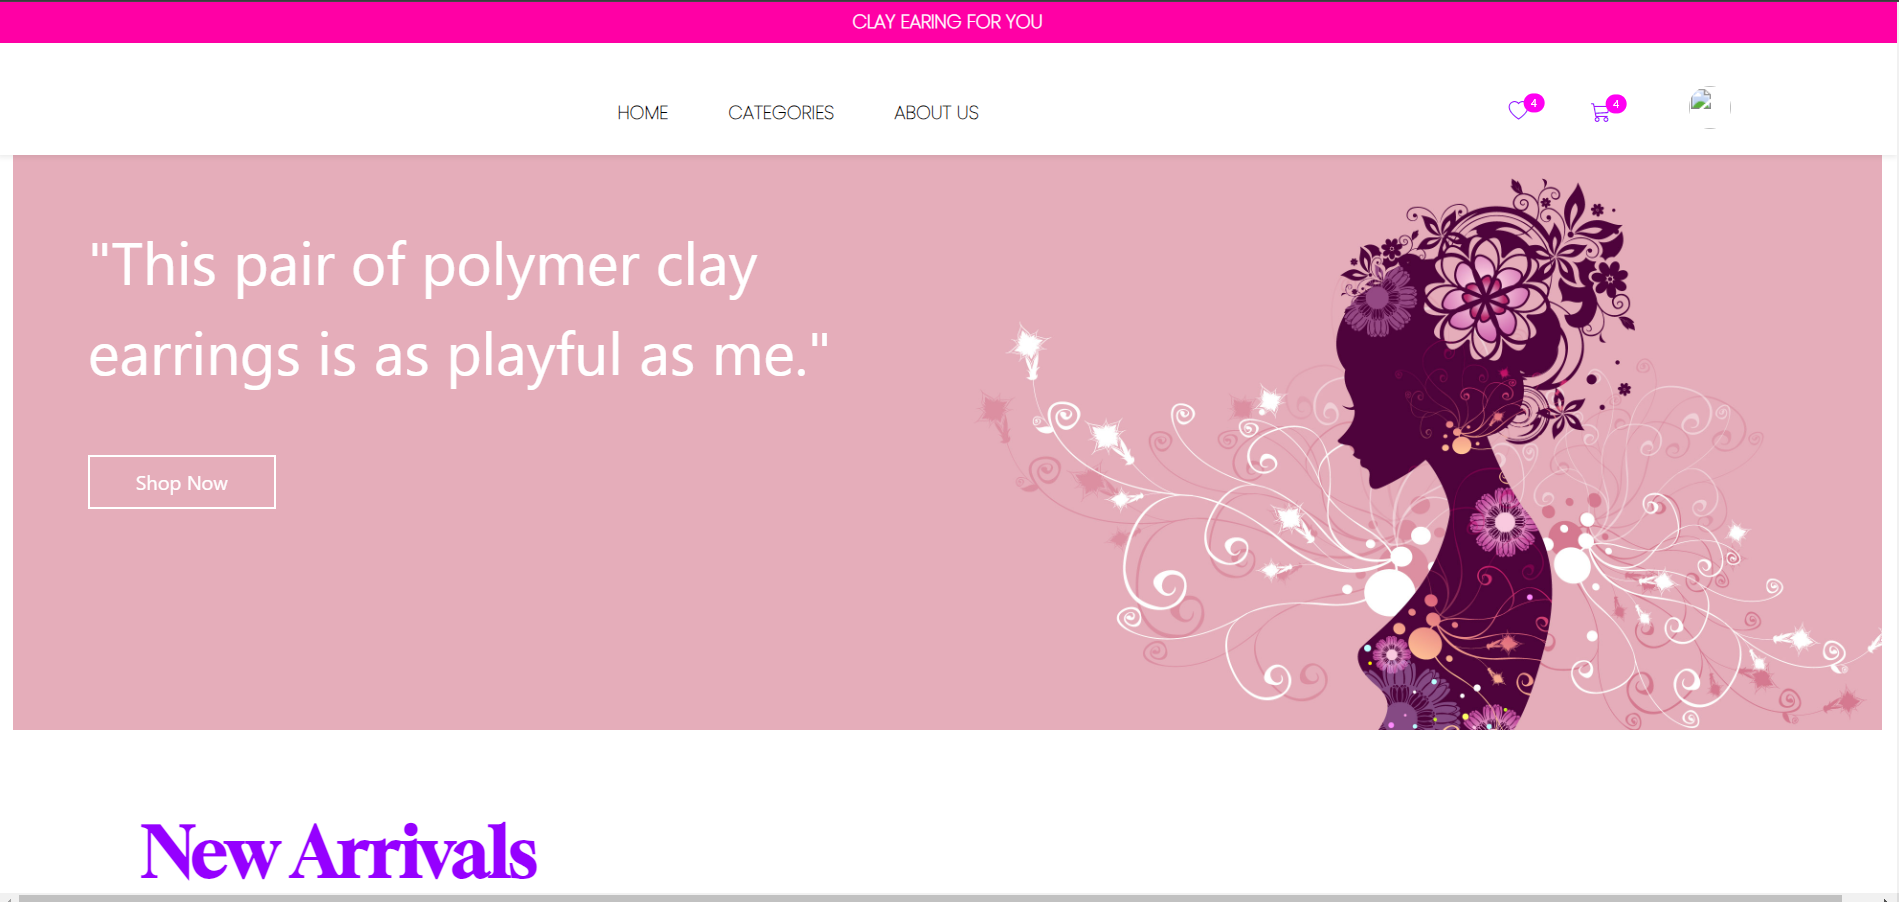 CLAY EARING FOR YOU
HOME CATEGORIES ABOUT US 4 4
"This pair of polymer clay
earrings is as playful as me."
Shop Now
New Arrivals